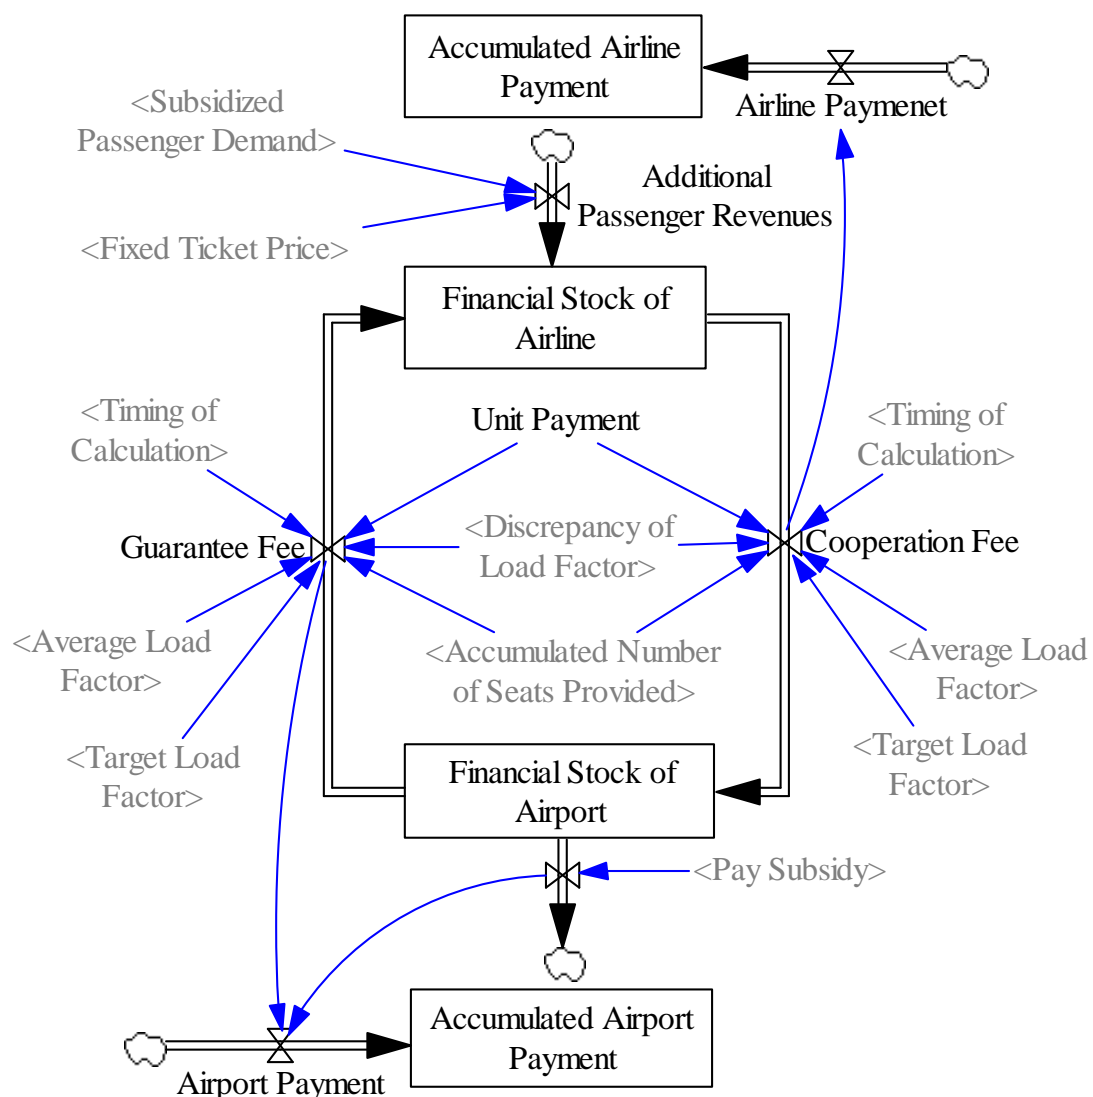 Accumulated Airline
Payment
Airline Paymenet
<Subsidized
Passenger Demand>
Additional
Passenger Revenues
<Fixed Ticket Price>
Financial Stock of
Airline
<Timing of
Calculation>
Unit Payment
<Timing of
Calculation>
Guarantee Fee
<Discrepancy of
Load Factor>
Cooperation Fee
<Average Load
Factor>
<Accumulated Number
of Seats Provided>
<Average Load
Factor>
<Target Load
Factor>
Financial Stock of
Airport
<Target Load
Factor>
<Pay Subsidy>
Accumulated Airport
Payment
Airport Payment